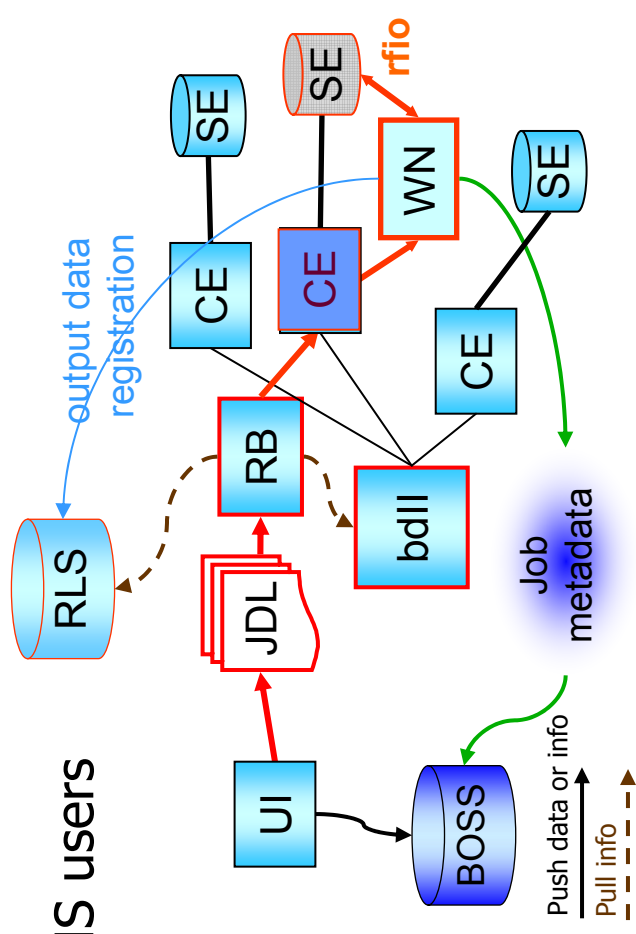 users
RLS
output data
registration
UI
JDL
RB
CE
SE
CE
SE
rfio
WN
bdII
BOSS
CE
SE
Job
metadata
Push data or info
Pull info